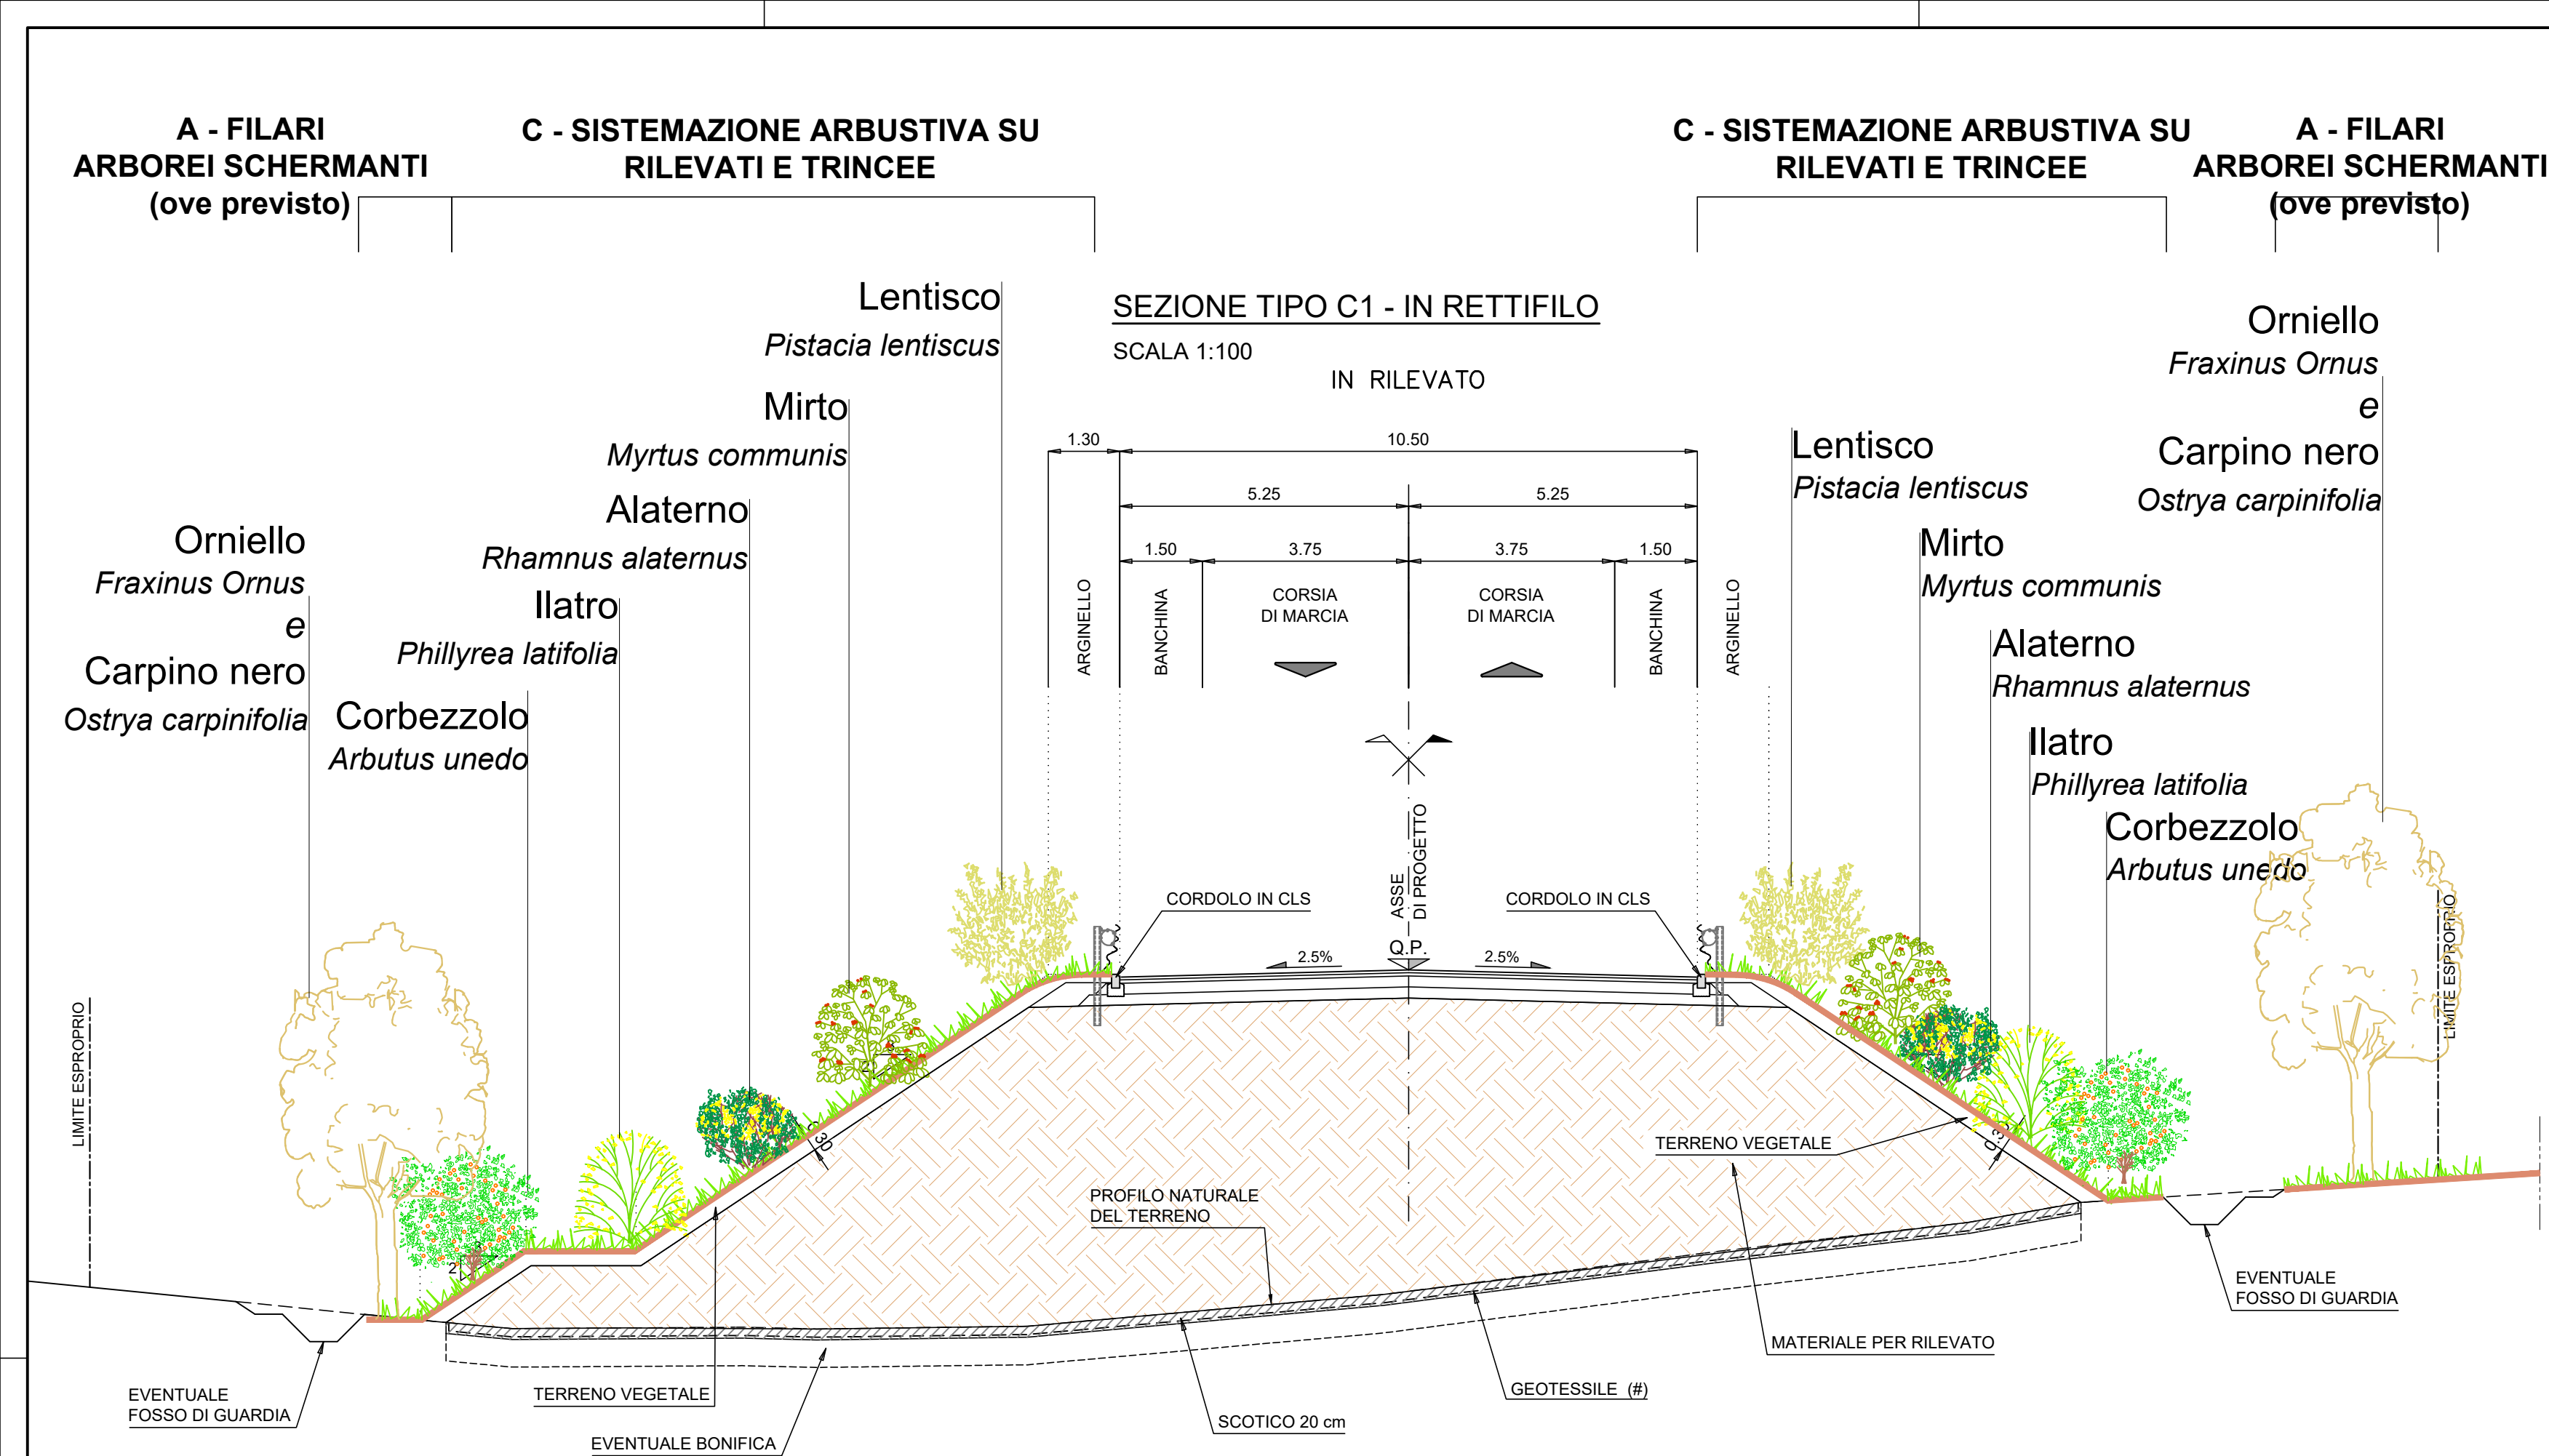 A - FILARI
ARBOREI SCHERMANTI
(ove previsto)
C - SISTEMAZIONE ARBUSTIVA SU
RILEVATI E TRINCEE
C - SISTEMAZIONE ARBUSTIVA SU
RILEVATI E TRINCEE
A - FILARI
ARBOREI SCHERMANTI
(ove previsto)
SEZIONE TIPO C1 - IN RETTIFILO
SCALA 1:100
IN RILEVATO
Lentisco
Pistacia lentiscus
Mirto
Myrtus communis
Alaterno
Rhamnus alaternus
Ilatro
Phillyrea latifolia
Corbezzolo
Arbutus unedo
Orniello
Fraxinus Ornus
e
Carpino nero
Ostrya carpinifolia
1.30
10.50
5.25
5.25
1.50
3.75
3.75
1.50
ARGINELLO
BANCHINA
CORSIA
DI MARCIA
CORSIA
DI MARCIA
BANCHINA
ARGINELLO
Lentisco
Pistacia lentiscus
Mirto
Myrtus communis
Alaterno
Rhamnus alaternus
Ilatro
Phillyrea latifolia
Corbezzolo
Arbutus unedo
Orniello
Fraxinus Ornus
e
Carpino nero
Ostrya carpinifolia
ASSE
DI PROGETTO
CORDOLO IN CLS
CORDOLO IN CLS
Q.P.
2.5%
2.5%
LIMITE ESPROPRIO
LIMITE ESPROPRIO
3
2
0.30
3
2
TERRENO VEGETALE
PROFILO NATURALE
DEL TERRENO
EVENTUALE
FOSSO DI GUARDIA
MATERIALE PER RILEVATO
GEOTESSILE (#)
SCOTICO 20 cm
TERRENO VEGETALE
EVENTUALE
FOSSO DI GUARDIA
EVENTUALE BONIFICA